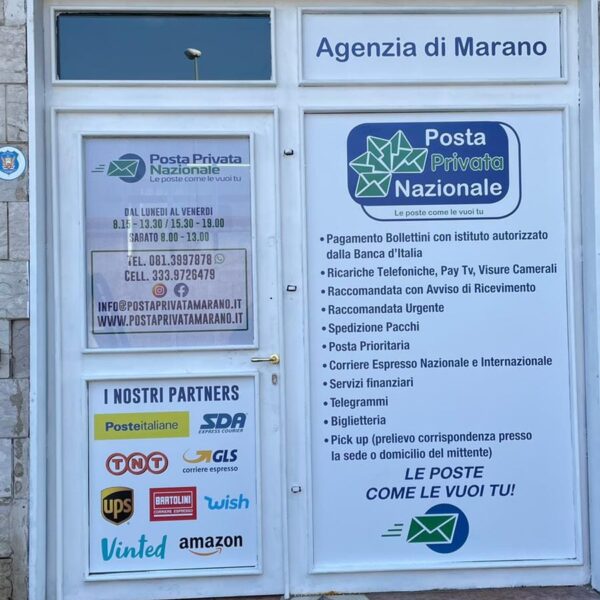 Agenzia di Marano
Posta Privata
Nazionale
Le poste come le vuoi tu
DAL LUNEDI AL VENERDI
8.15 - 13.30 / 15.30 - 19.00
SABATO 8.00 - 13.00
TEL. 081.3997978
CELL. 333.9726479
INFO@POSTAPRIVATAMARANO.IT
WWW.POSTAPRIVATAMARANO.IT
I NOSTRI PARTNERS
Posteitaliane
SDA
EXPRESS COURIER
TNT
GLS
corriere espresso
ups
BARTOLINI
CORRIERE ESPRESSO
wish
Vinted
amazon
Posta
Privata
Nazionale
Le poste come le vuoi tu
• Pagamento Bollettini con istituto autorizzato
dalla Banca d'Italia
• Ricariche Telefoniche, Pay Tv, Visure Camerali
• Raccomandata con Avviso di Ricevimento
• Raccomandata Urgente
• Spedizione Pacchi
• Posta Prioritaria
• Corriere Espresso Nazionale e Internazionale
• Servizi finanziari
• Telegrammi
• Biglietteria
• Pick up (prelievo corrispondenza presso
la sede o domicilio del mittente)
LE POSTE
COME LE VUOI TU!